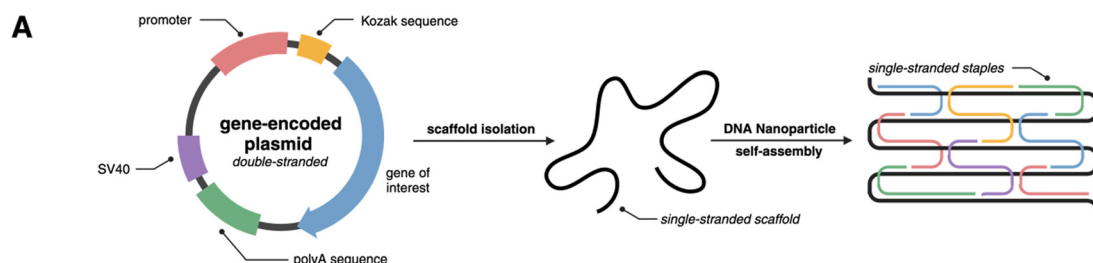 A
promoter
Kozak sequence
gene-encoded
plasmid
double-stranded
SV40
gene of
interest
polyA sequence
scaffold isolation
single-stranded scaffold
DNA Nanoparticle
self-assembly
single-stranded staples